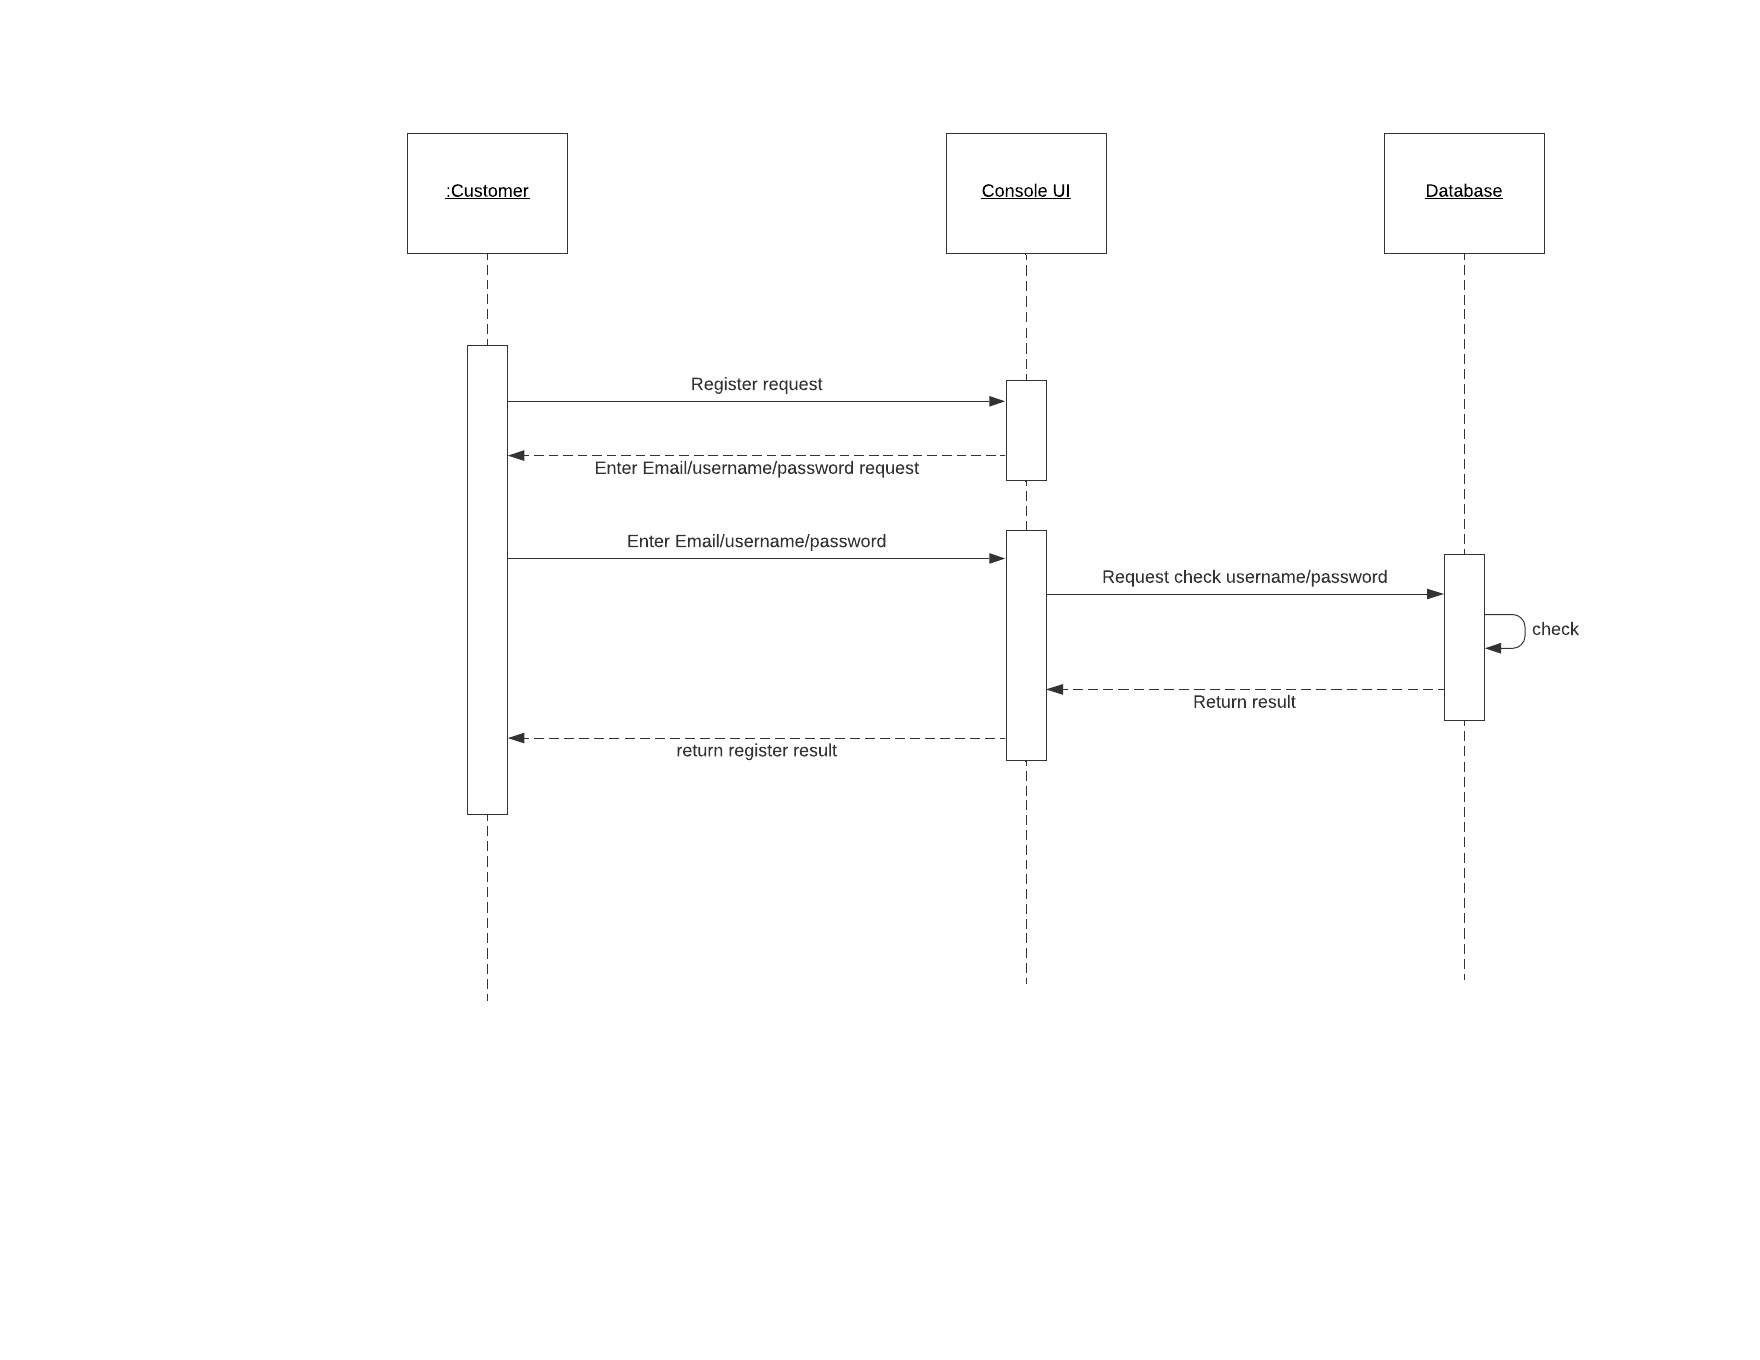 :Customer
Console UI
Database
Register request
Enter Email/username/password request
Enter Email/username/password
Request check username/password
check
Return result
return register result